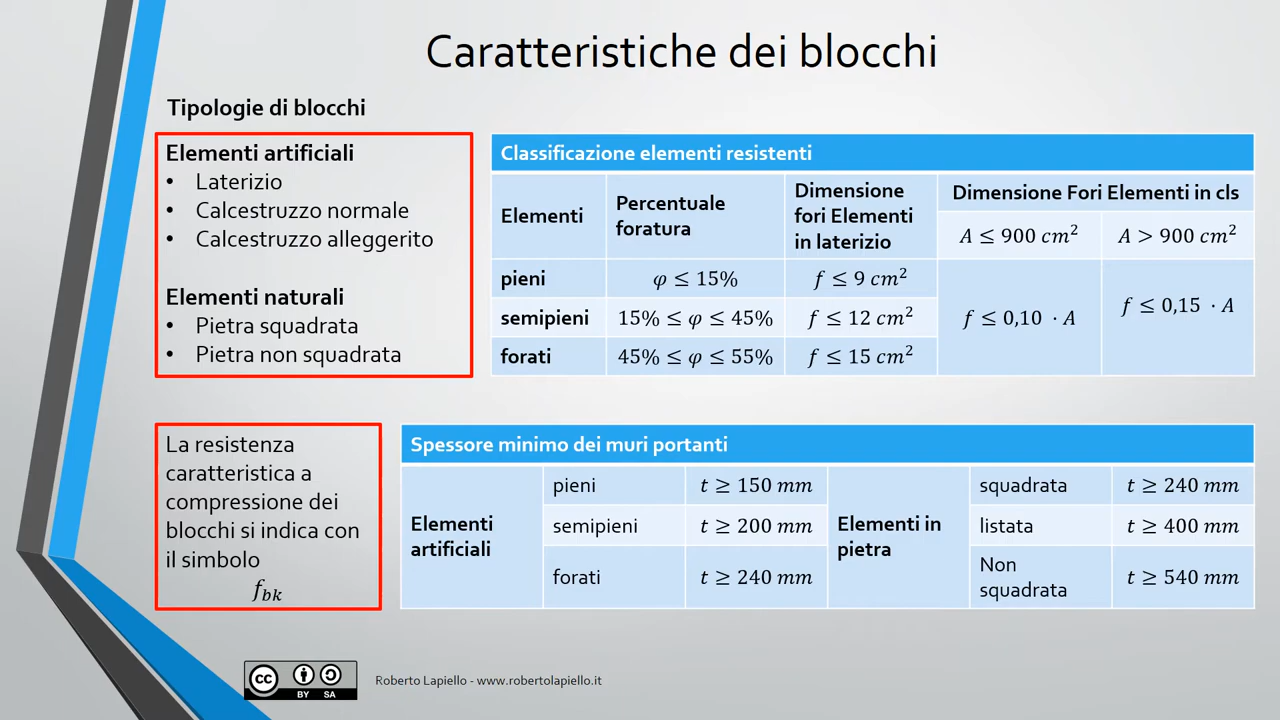 Caratteristiche dei blocchi
Tipologie di blocchi
Elementi artificiali
• Laterizio
• Calcestruzzo normale
• Calcestruzzo alleggerito
Elementi naturali
• Pietra squadrata
• Pietra non squadrata
Classificazione elementi resistenti
Elementi
Percentuale
foratura
Dimensione
fori Elementi
in laterizio
Dimensione Fori Elementi in cls
A ≤ 900 cm²
A > 900 cm²
pieni
φ ≤ 15%
f ≤ 9 cm²
semipieni
15% ≤ φ ≤ 45%
f ≤ 12 cm²
forati
45% ≤ φ ≤ 55%
f ≤ 15 cm²
f ≤ 0,10 · A
f ≤ 0,15 · A
La resistenza
caratteristica a
compressione dei
blocchi si indica con
il simbolo
f_bk
Spessore minimo dei muri portanti
Elementi
artificiali
pieni
t ≥ 150 mm
semipieni
t ≥ 200 mm
forati
t ≥ 240 mm
Elementi in
pietra
squadrata
t ≥ 240 mm
listata
t ≥ 400 mm
Non
squadrata
t ≥ 540 mm
cc BY SA
Roberto Lapiello - www.robertolapiello.it